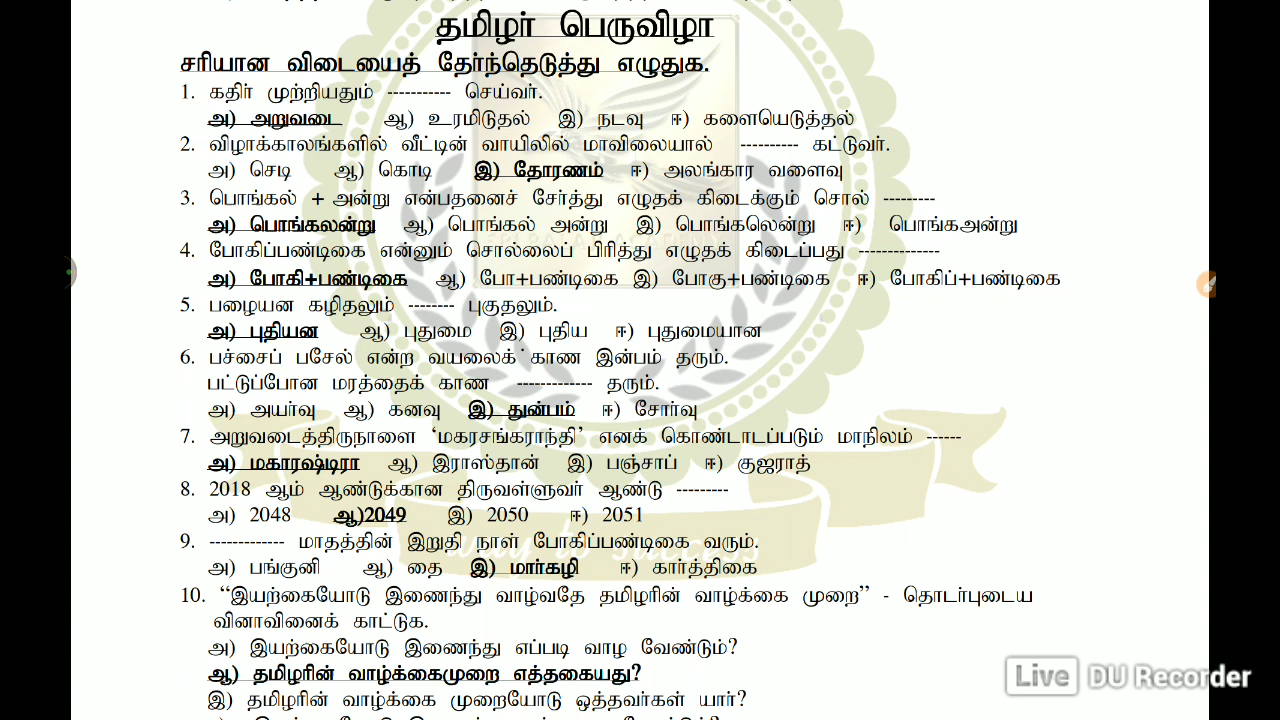 தமிழர் பெருவிழா
சரியான விடையைத் தேர்ந்தெடுத்து எழுதுக.
1. கதிர் முற்றியதும் ----------- செய்வர்.
அ) அறுவடை ஆ) உரமிடுதல் இ) நடவு ஈ) களையெடுத்தல்
2. விழாக்காலங்களில் வீட்டின் வாயிலில் மாவிலையால் ---------- கட்டுவர்.
அ) செடி ஆ) கொடி இ) தோரணம் ஈ) அலங்கார வளைவு
3. பொங்கல் + அன்று என்பதனைச் சேர்த்து எழுதக் கிடைக்கும் சொல் ---------
அ) பொங்கலன்று ஆ) பொங்கல் அன்று இ) பொங்கலென்று ஈ) பொங்கஅன்று
4. போகிப்பண்டிகை என்னும் சொல்லைப் பிரித்து எழுதக் கிடைப்பது --------------
அ) போகி+பண்டிகை ஆ) போ+பண்டிகை இ) போகு+பண்டிகை ஈ) போகிப்+பண்டிகை
5. பழையன கழிதலும் -------- புகுதலும்.
அ) புதியன ஆ) புதுமை இ) புதிய ஈ) புதுமையான
6. பச்சைப் பசேல் என்ற வயலைக் காண இன்பம் தரும்.
பட்டுப்போன மரத்தைக் காண ------------- தரும்.
அ) அயர்வு ஆ) கனவு இ) துன்பம் ஈ) சோர்வு
7. அறுவடைத்திருநாளை ‘மகரசங்கராந்தி’ எனக் கொண்டாடப்படும் மாநிலம் ------
அ) மகாரஷ்டிரா ஆ) இராஸ்தான் இ) பஞ்சாப் ஈ) குஜராத்
8. 2018 ஆம் ஆண்டுக்கான திருவள்ளுவர் ஆண்டு ---------
அ) 2048 ஆ)2049 இ) 2050 ஈ) 2051
9. ------------- மாதத்தின் இறுதி நாள் போகிப்பண்டிகை வரும்.
அ) பங்குனி ஆ) தை இ) மார்கழி ஈ) கார்த்திகை
10. “இயற்கையோடு இணைந்து வாழ்வதே தமிழரின் வாழ்க்கை முறை” - தொடர்புடைய
வினாவினைக் காட்டுக.
அ) இயற்கையோடு இணைந்து எப்படி வாழ வேண்டும்?
ஆ) தமிழரின் வாழ்க்கைமுறை எத்தகையது?
இ) தமிழரின் வாழ்க்கை முறையோடு ஒத்தவர்கள் யார்?
Live DU Recorder